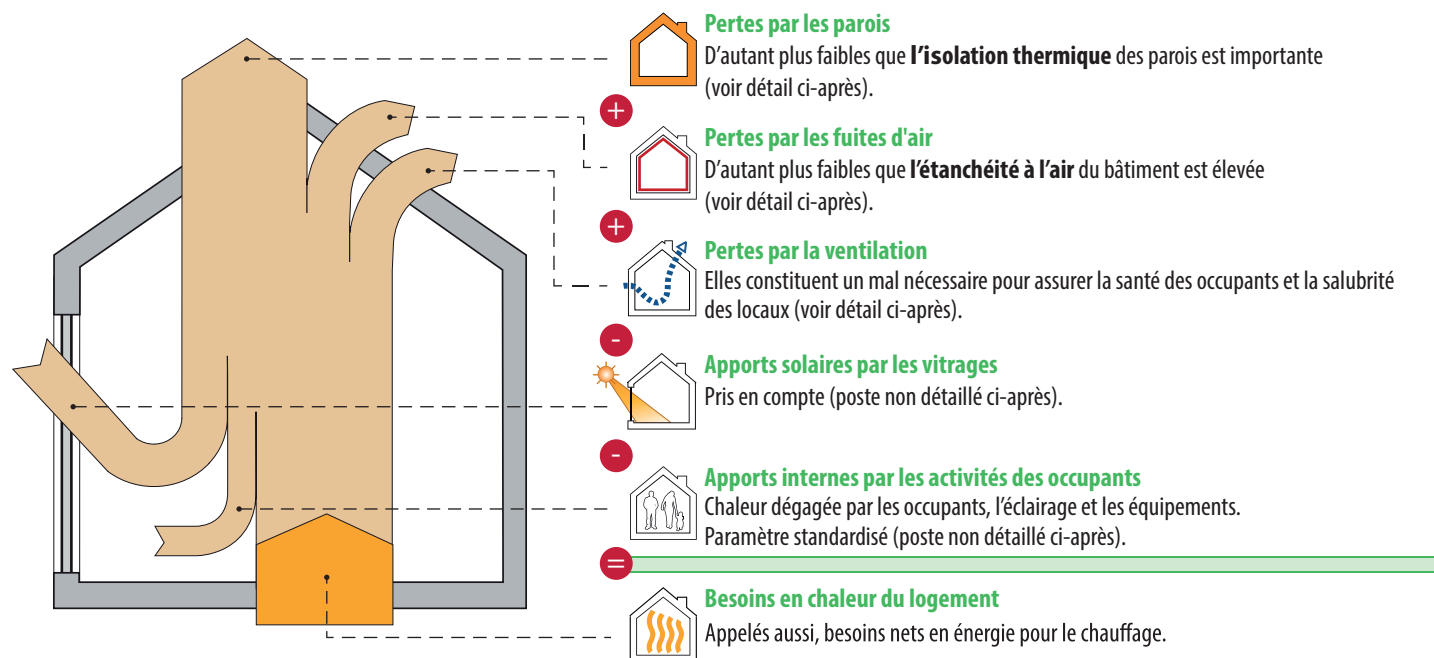 Pertes par les parois
D'autant plus faibles que l'isolation thermique des parois est importante
(voir détail ci-après).
+
Pertes par les fuites d'air
D'autant plus faibles que l'étanchéité à l'air du bâtiment est élevée
(voir détail ci-après).
+
Pertes par la ventilation
Elles constituent un mal nécessaire pour assurer la santé des occupants et la salubrité
des locaux (voir détail ci-après).
-
Apports solaires par les vitrages
Pris en compte (poste non détaillé ci-après).
-
Apports internes par les activités des occupants
Chaleur dégagée par les occupants, l'éclairage et les équipements.
Paramètre standardisé (poste non détaillé ci-après).
=
Besoins en chaleur du logement
Appelés aussi, besoins nets en énergie pour le chauffage.